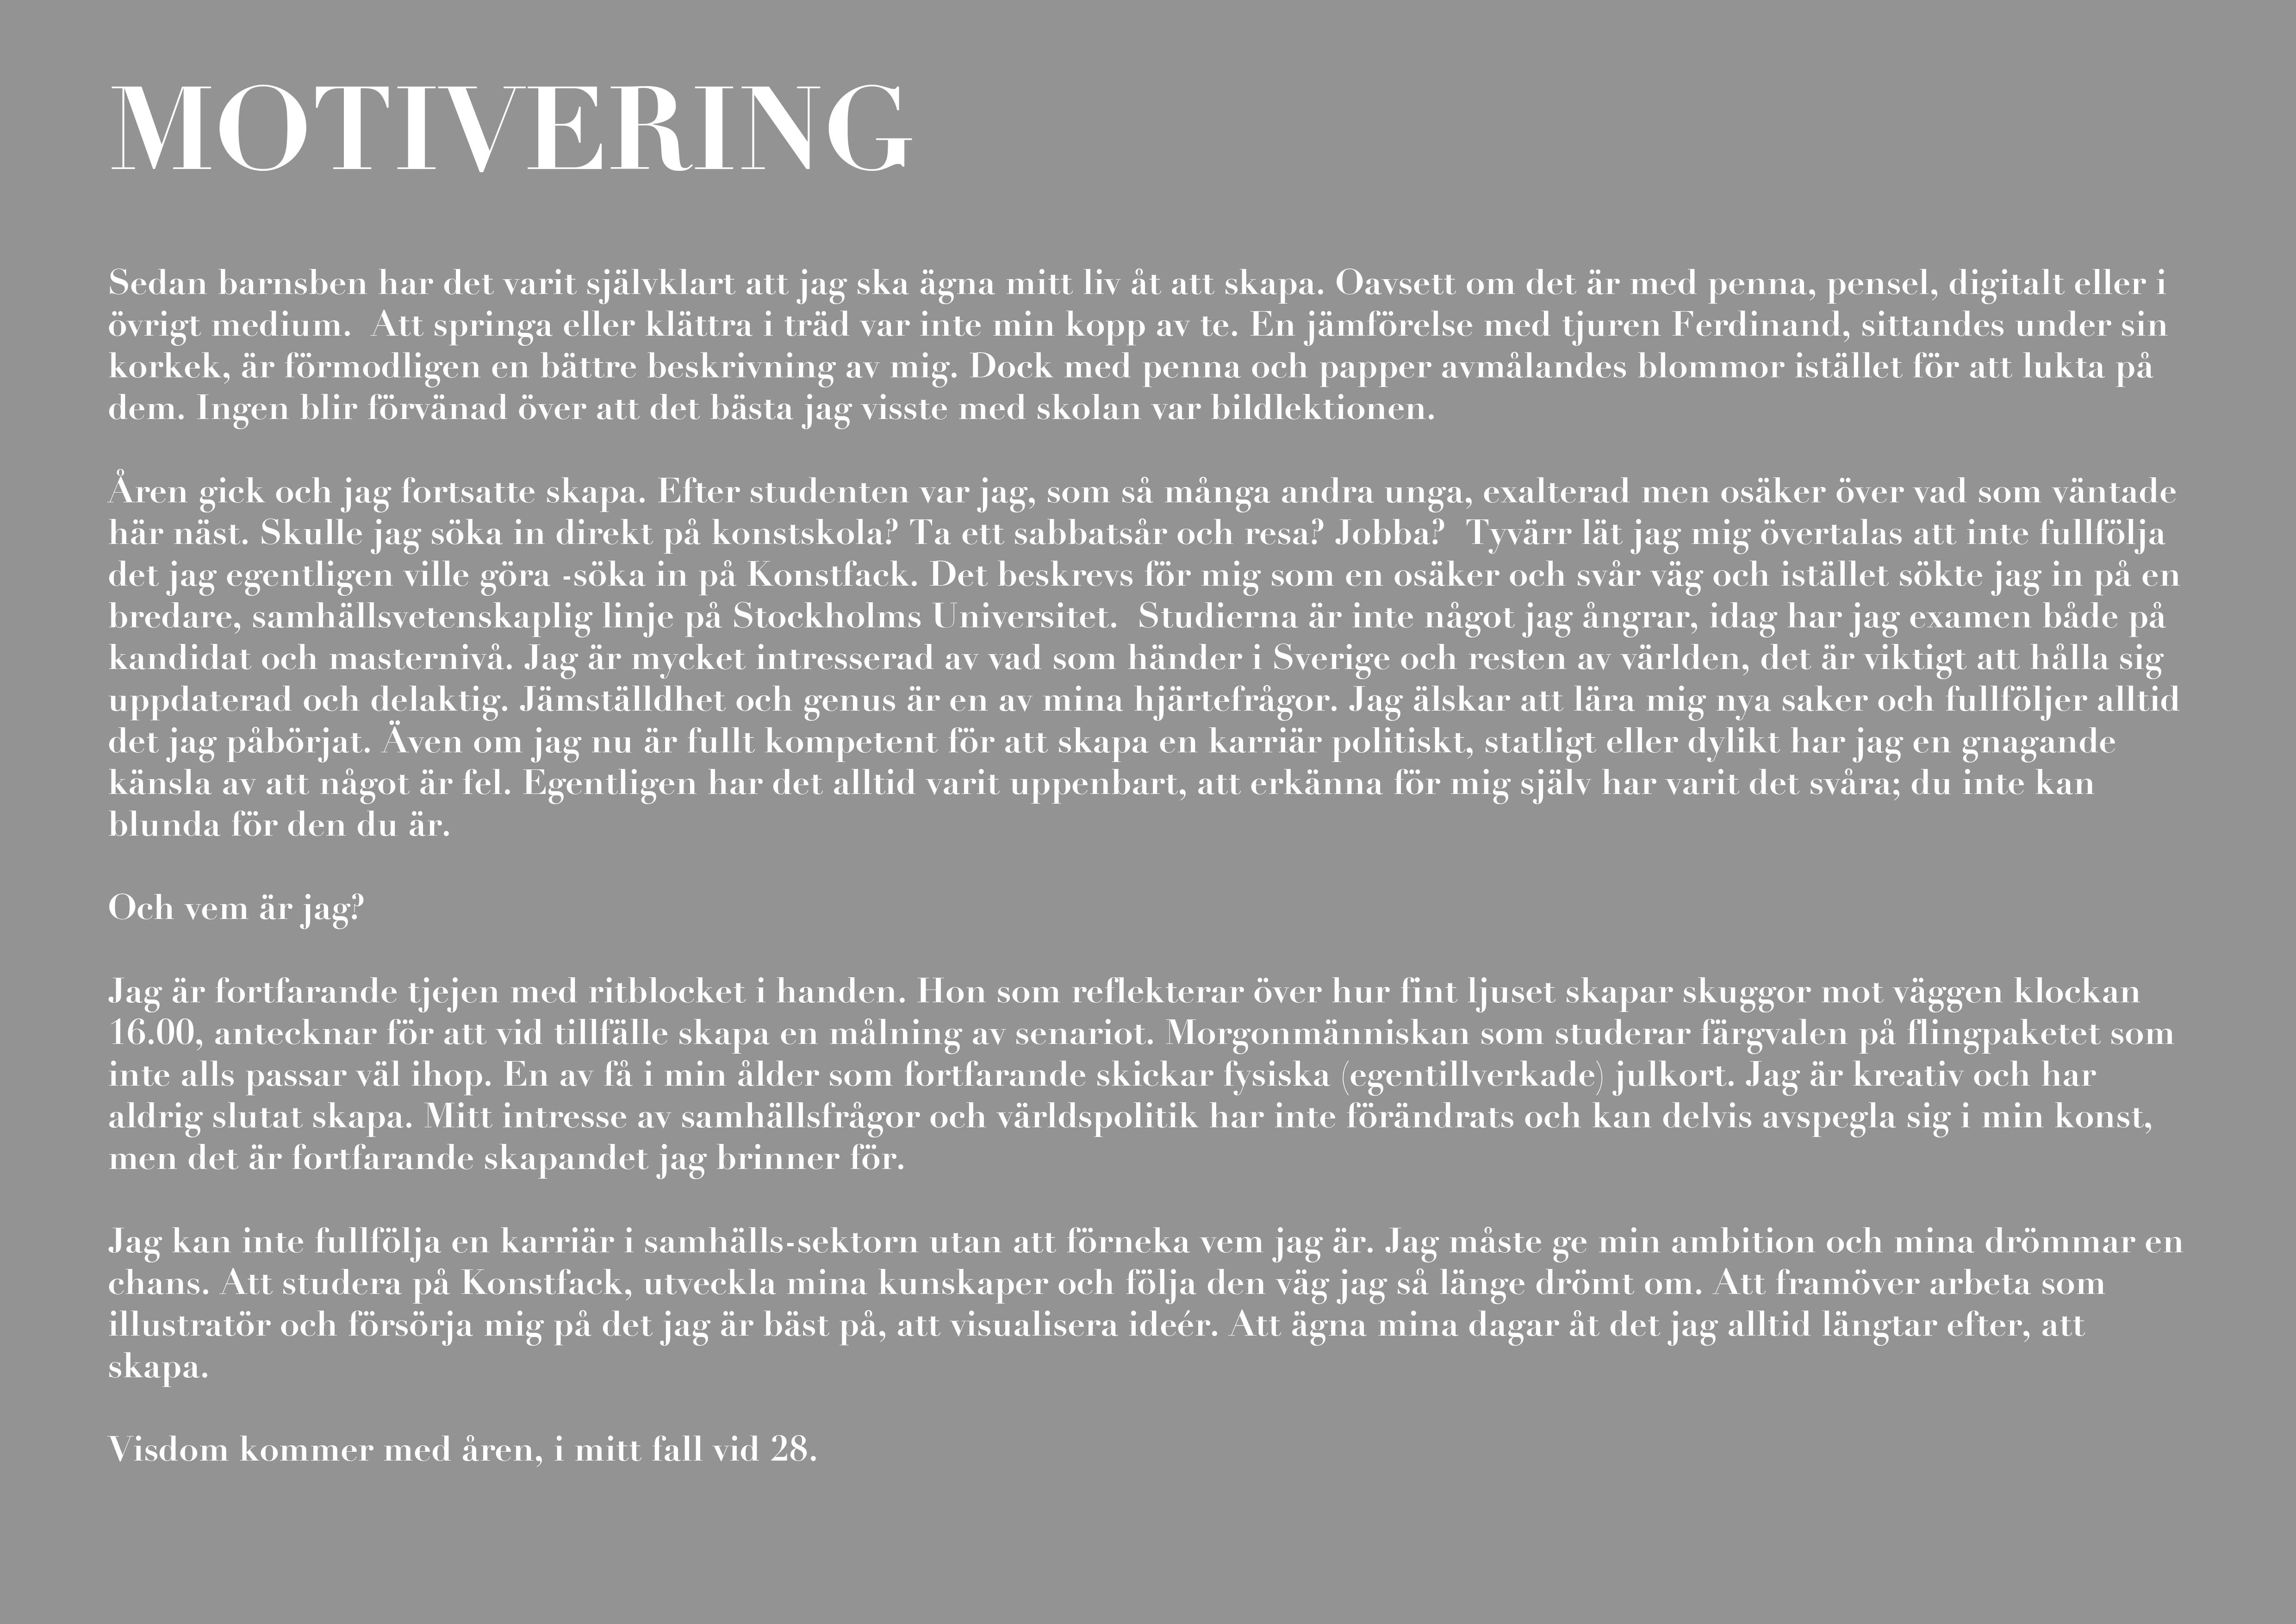 MOTIVERING
Sedan barnsben har det varit självklart att jag ska ägna mitt liv åt att skapa. Oavsett om det är med penna, pensel, digitalt eller i
övrigt medium.  Att springa eller klättra i träd var inte min kopp av te. En jämförelse med tjuren Ferdinand, sittandes under sin
korkek, är förmodligen en bättre beskrivning av mig. Dock med penna och papper avmålandes blommor istället för att lukta på
dem. Ingen blir förvänad över att det bästa jag visste med skolan var bildlektionen.
Åren gick och jag fortsatte skapa. Efter studenten var jag, som så många andra unga, exalterad men osäker över vad som väntade
här näst. Skulle jag söka in direkt på konstskola? Ta ett sabbatsår och resa? Jobba?  Tyvärr lät jag mig övertalas att inte fullfölja
det jag egentligen ville göra -söka in på Konstfack. Det beskrevs för mig som en osäker och svår väg och istället sökte jag in på en
bredare, samhällsvetenskaplig linje på Stockholms Universitet.  Studierna är inte något jag ångrar, idag har jag examen både på
kandidat och masternivå. Jag är mycket intresserad av vad som händer i Sverige och resten av världen, det är viktigt att hålla sig
uppdaterad och delaktig. Jämställdhet och genus är en av mina hjärtefrågor. Jag älskar att lära mig nya saker och fullföljer alltid
det jag påbörjat. Även om jag nu är fullt kompetent för att skapa en karriär politiskt, statligt eller dylikt har jag en gnagande
känsla av att något är fel. Egentligen har det alltid varit uppenbart, att erkänna för mig själv har varit det svåra; du inte kan
blunda för den du är.
Och vem är jag?
Jag är fortfarande tjejen med ritblocket i handen. Hon som reflekterar över hur fint ljuset skapar skuggor mot väggen klockan
16.00, antecknar för att vid tillfälle skapa en målning av senariot. Morgonmänniskan som studerar färgvalen på flingpaketet som
inte alls passar väl ihop. En av få i min ålder som fortfarande skickar fysiska (egentillverkade) julkort. Jag är kreativ och har
aldrig slutat skapa. Mitt intresse av samhällsfrågor och världspolitik har inte förändrats och kan delvis avspegla sig i min konst,
men det är fortfarande skapandet jag brinner för.
Jag kan inte fullfölja en karriär i samhälls-sektorn utan att förneka vem jag är. Jag måste ge min ambition och mina drömmar en
chans. Att studera på Konstfack, utveckla mina kunskaper och följa den väg jag så länge drömt om. Att framöver arbeta som
illustratör och försörja mig på det jag är bäst på, att visualisera ideér. Att ägna mina dagar åt det jag alltid längtar efter, att
skapa.
Visdom kommer med åren, i mitt fall vid 28.